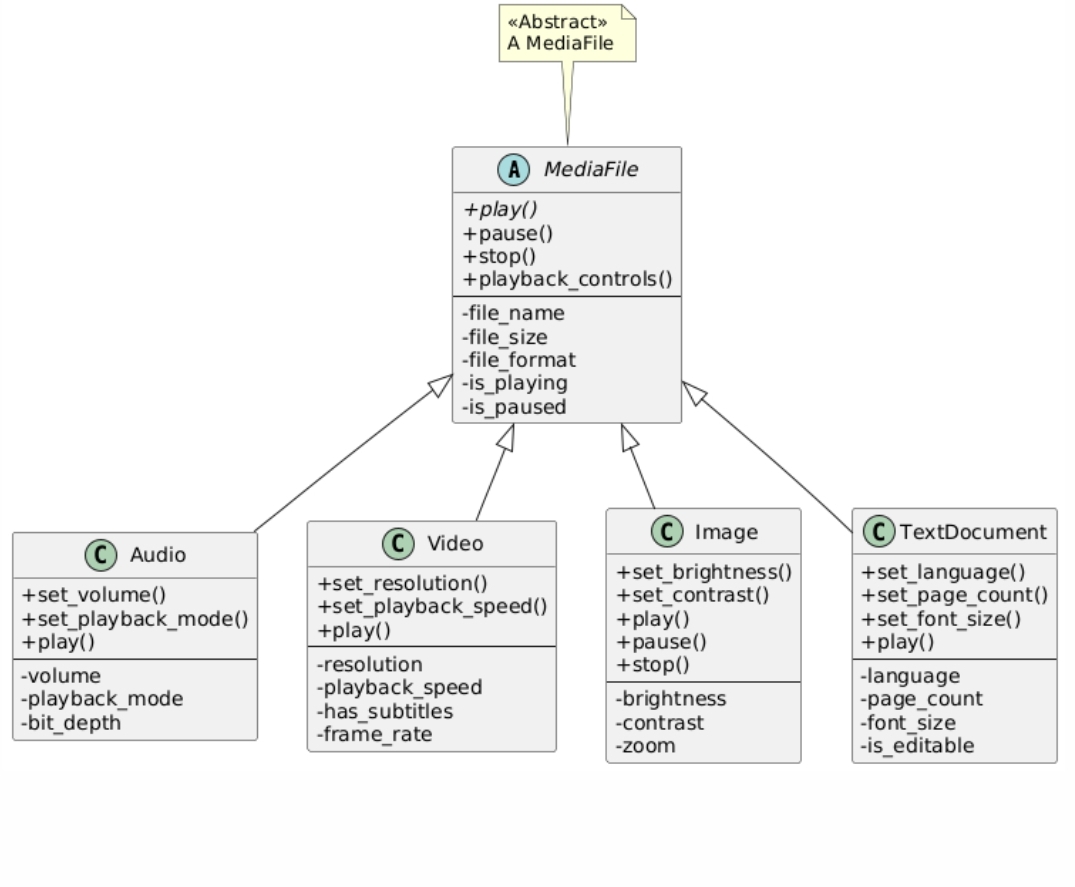 «Abstract»
A MediaFile
A MediaFile
+play()
+pause()
+stop()
+playback_controls()
-file_name
-file_size
-file_format
-is_playing
-is_paused
C Audio
+set_volume()
+set_playback_mode()
+play()
-volume
-playback_mode
-bit_depth
C Video
+set_resolution()
+set_playback_speed()
+play()
-resolution
-playback_speed
-has_subtitles
-frame_rate
C Image
+set_brightness()
+set_contrast()
+play()
+pause()
+stop()
-brightness
-contrast
-zoom
C TextDocument
+set_language()
+set_page_count()
+set_font_size()
+play()
-language
-page_count
-font_size
-is_editable